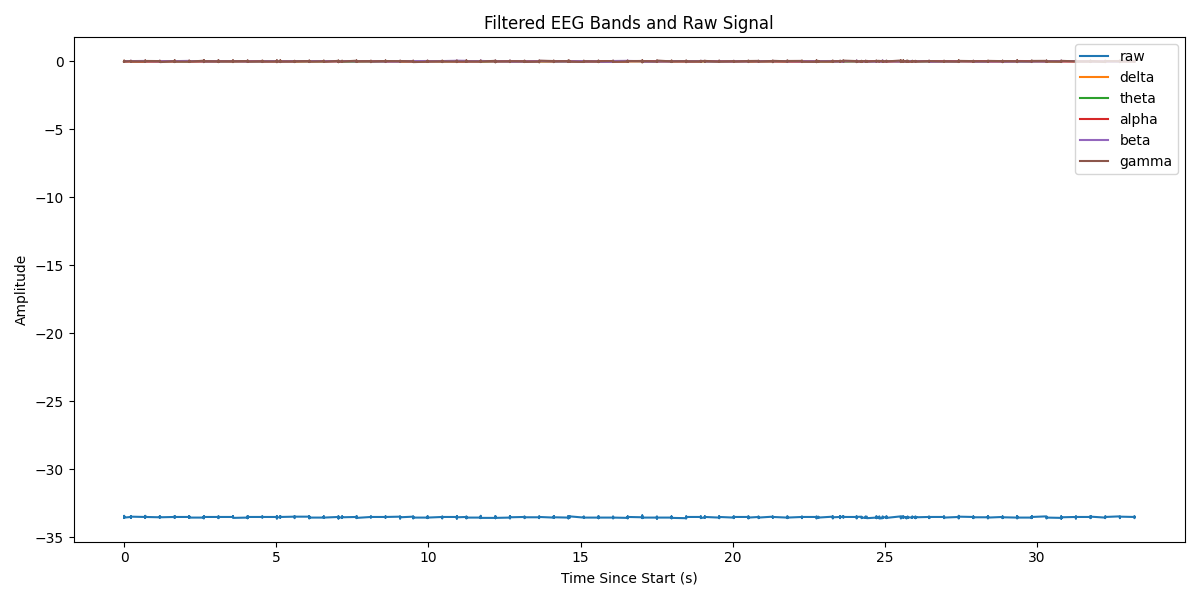 Filtered EEG Bands and Raw Signal
raw
delta
theta
alpha
beta
gamma
0
−5
−10
−15
−20
−25
−30
−35
Amplitude
0 5 10 15 20 25 30
Time Since Start (s)